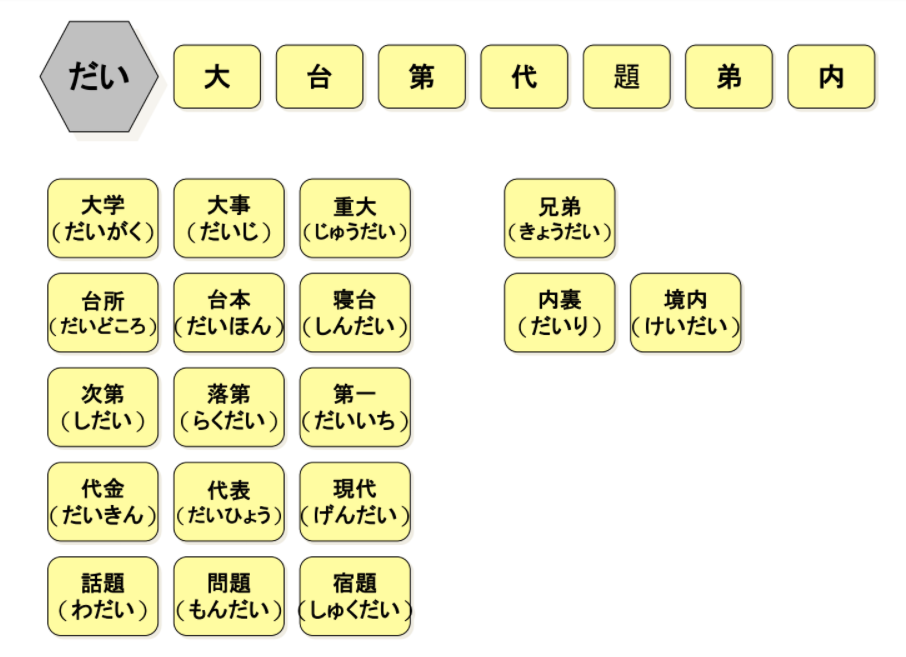 だい 大 台 第 代 題 弟 内
大学 大事 重大 兄弟
(だいがく) (だいじ) (じゅうだい) (きょうだい)
台所 台本 寝台 内裏 境内
(だいどころ) (だいほん) (しんだい) (だいり) (けいだい)
次第 落第 第一
(しだい) (らくだい) (だいいち)
代金 代表 現代
(だいきん) (だいひょう) (げんだい)
話題 問題 宿題
(わだい) (もんだい) (しゅくだい)